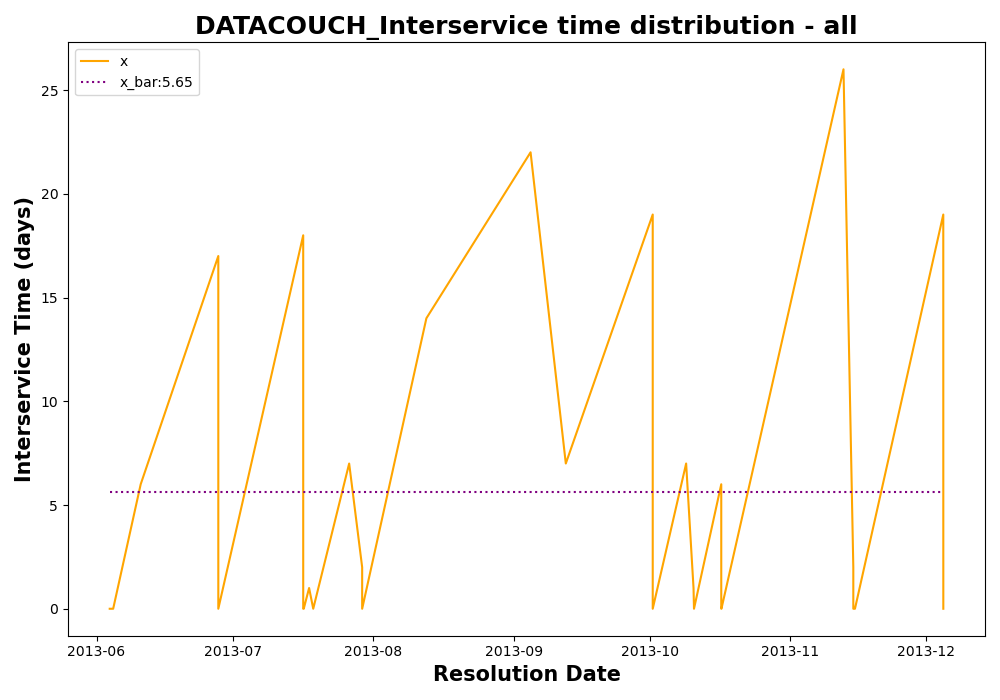 DATACOUCH_Interservice time distribution - all
x
x_bar:5.65
Interservice Time (days)
25
20
15
10
5
0
2013-06 2013-07 2013-08 2013-09 2013-10 2013-11 2013-12
Resolution Date